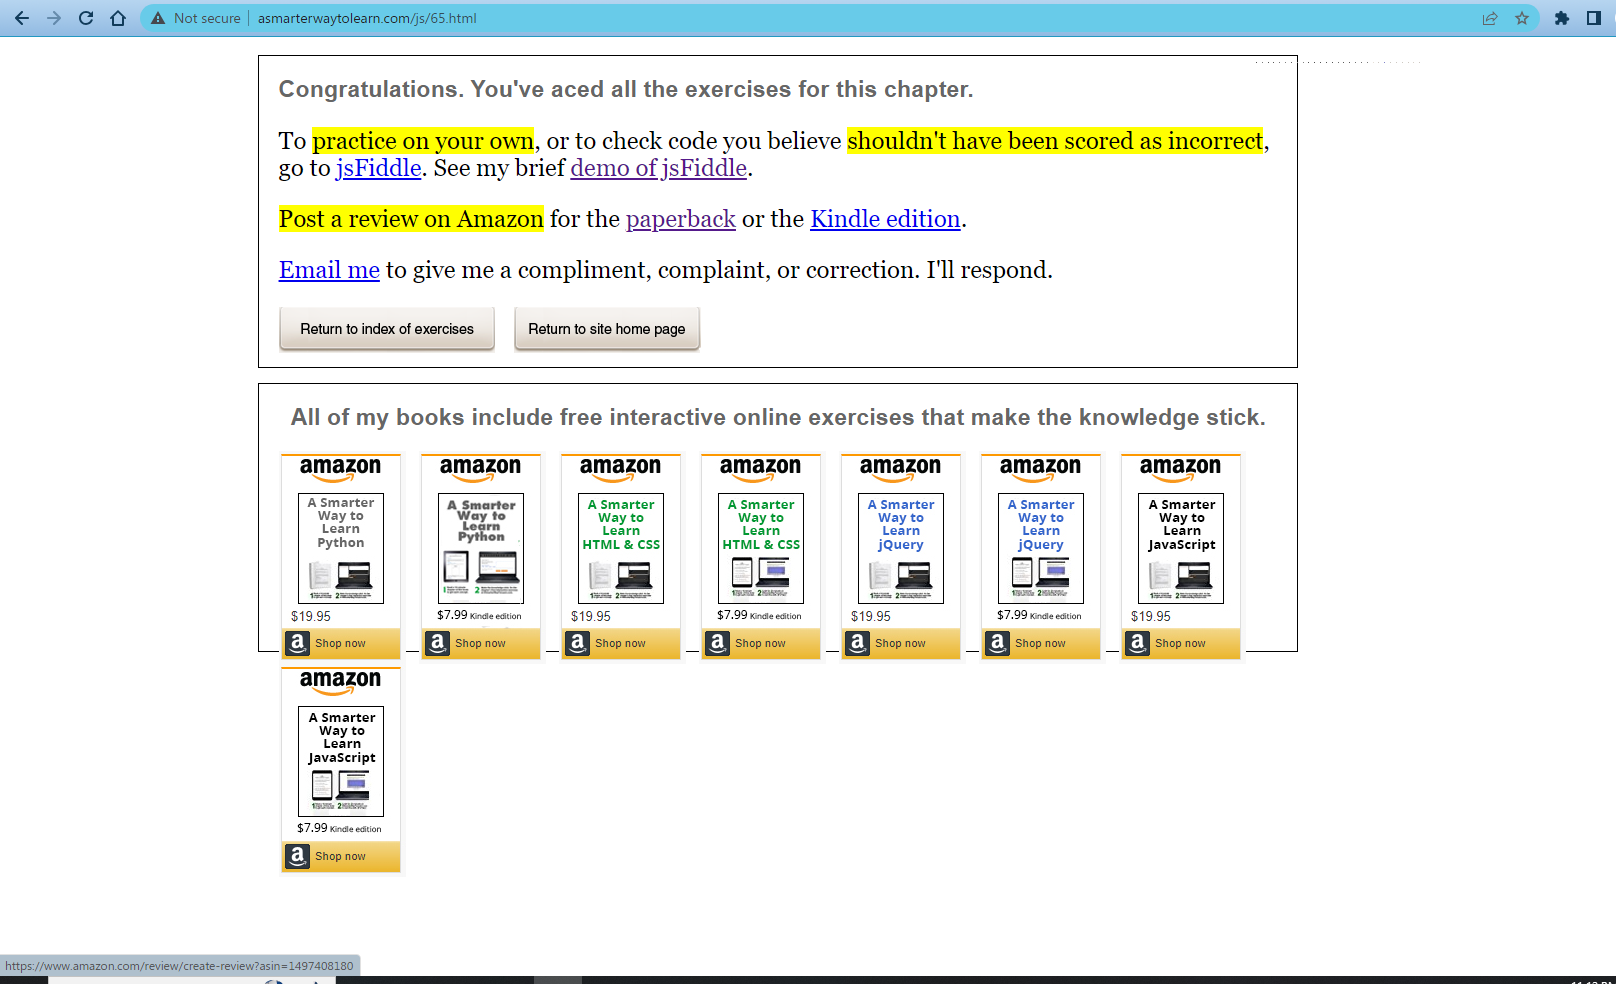 Not secure asmarterwaytolearn.com/js/65.html
Congratulations. You've aced all the exercises for this chapter.
To practice on your own, or to check code you believe shouldn't have been scored as incorrect,
go to jsFiddle. See my brief demo of jsFiddle.
Post a review on Amazon for the paperback or the Kindle edition.
Email me to give me a compliment, complaint, or correction. I'll respond.
Return to index of exercises
Return to site home page
All of my books include free interactive online exercises that make the knowledge stick.
amazon
A Smarter
Way to
Learn
Python
$19.95
a Shop now
amazon
A Smarter
Way to
Learn
Python
$7.99 Kindle edition
a Shop now
amazon
A Smarter
Way to
Learn
HTML & CSS
$19.95
a Shop now
amazon
A Smarter
Way to
Learn
HTML & CSS
$7.99 Kindle edition
a Shop now
amazon
A Smarter
Way to
Learn
jQuery
$19.95
a Shop now
amazon
A Smarter
Way to
Learn
jQuery
$7.99 Kindle edition
a Shop now
amazon
A Smarter
Way to
Learn
JavaScript
$19.95
a Shop now
amazon
A Smarter
Way to
Learn
JavaScript
$7.99 Kindle edition
a Shop now
https://www.amazon.com/review/create-review?asin=1497408180